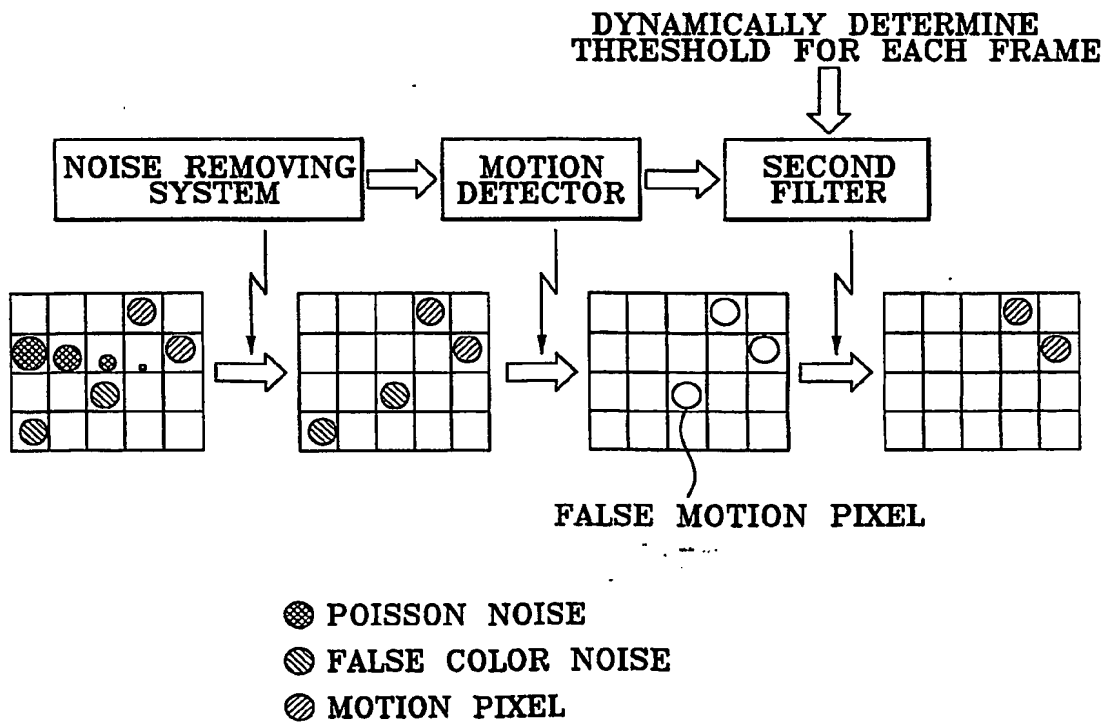 DYNAMICALLY DETERMINE
THRESHOLD FOR EACH FRAME
NOISE REMOVING
SYSTEM
MOTION
DETECTOR
SECOND
FILTER
FALSE MOTION PIXEL
POISSON NOISE
FALSE COLOR NOISE
MOTION PIXEL